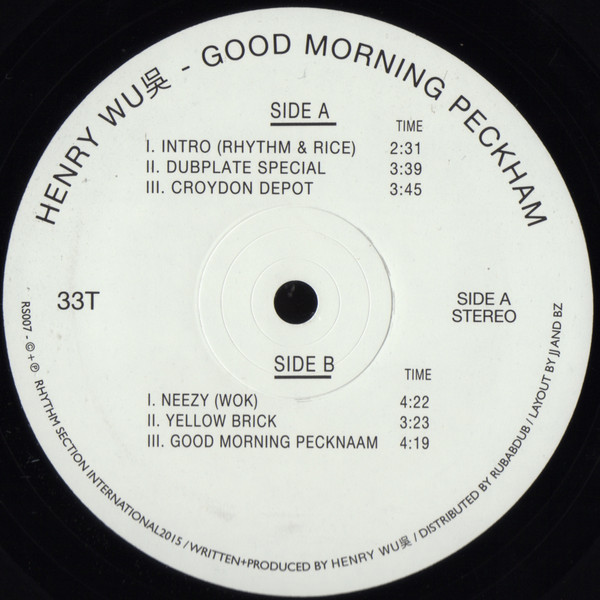 HENRY WU吳 - GOOD MORNING PECKHAM
SIDE A
TIME
I. INTRO (RHYTHM & RICE) 2:31
II. DUBPLATE SPECIAL 3:39
III. CROYDON DEPOT 3:45
33T
SIDE A
STEREO
SIDE B
TIME
I. NEEZY (WOK) 4:22
II. YELLOW BRICK 3:23
III. GOOD MORNING PECKNAAM 4:19
RS007 - ©+℗ RHYTHM SECTION INTERNATIONAL2015 / WRITTEN+PRODUCED BY HENRY WU吳 / DISTRIBUTED BY RUBADUB / LAYOUT BY JJ AND BZ